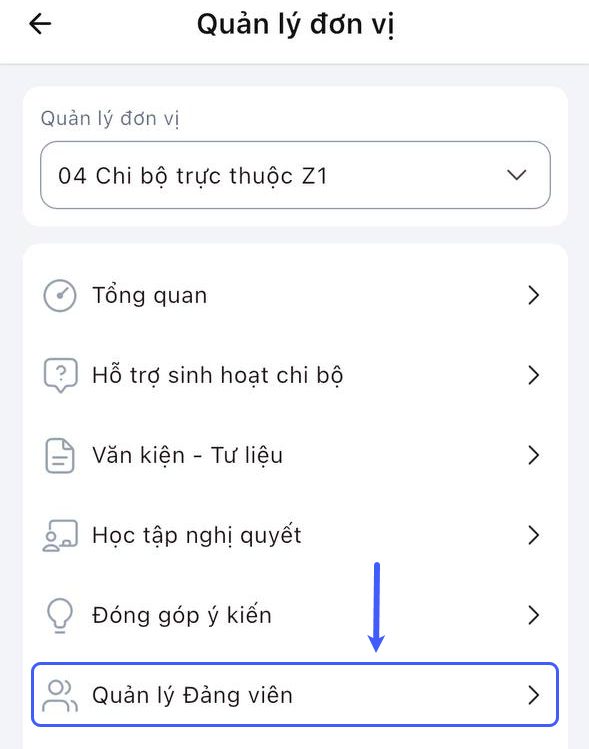 Quản lý đơn vị
Quản lý đơn vị
04 Chi bộ trực thuộc Z1
Tổng quan
Hỗ trợ sinh hoạt chi bộ
Văn kiện - Tư liệu
Học tập nghị quyết
Đóng góp ý kiến
Quản lý Đảng viên